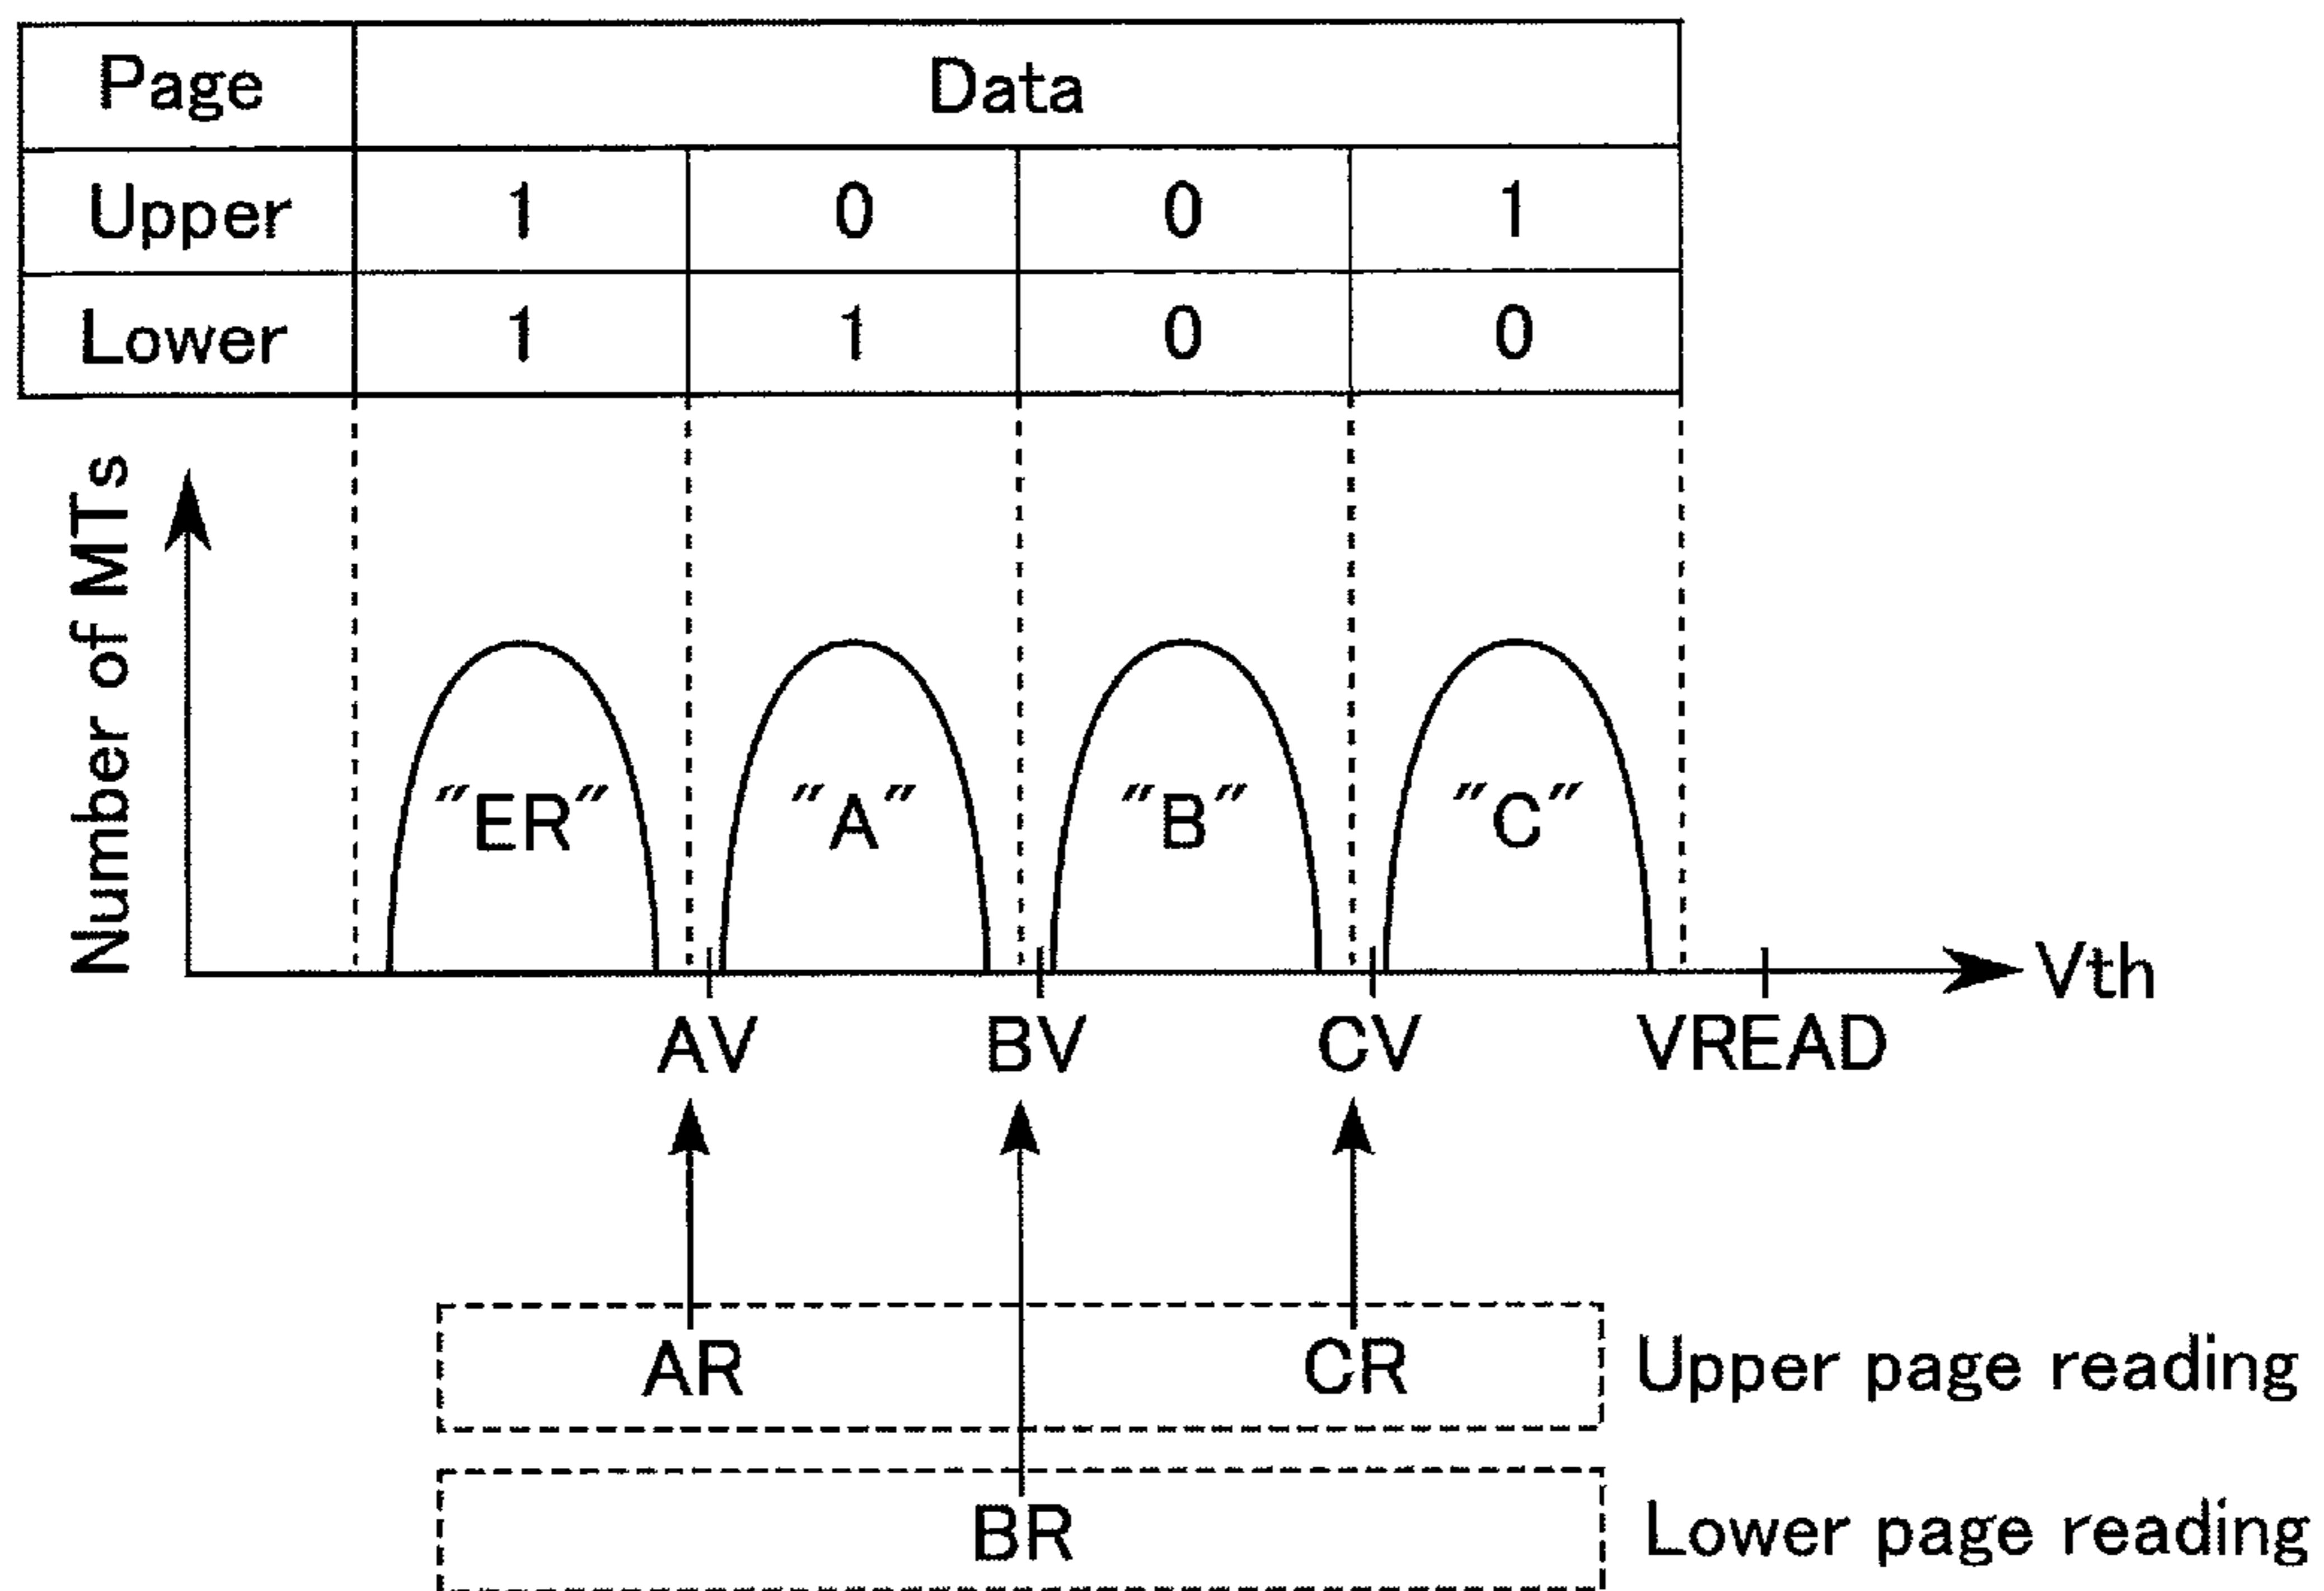 Page Data
Upper 1 0 0 1
Lower 1 1 0 0
Number of MTs
"ER" "A" "B" "C"
Vth
AV BV CV VREAD
AR CR Upper page reading
BR Lower page reading